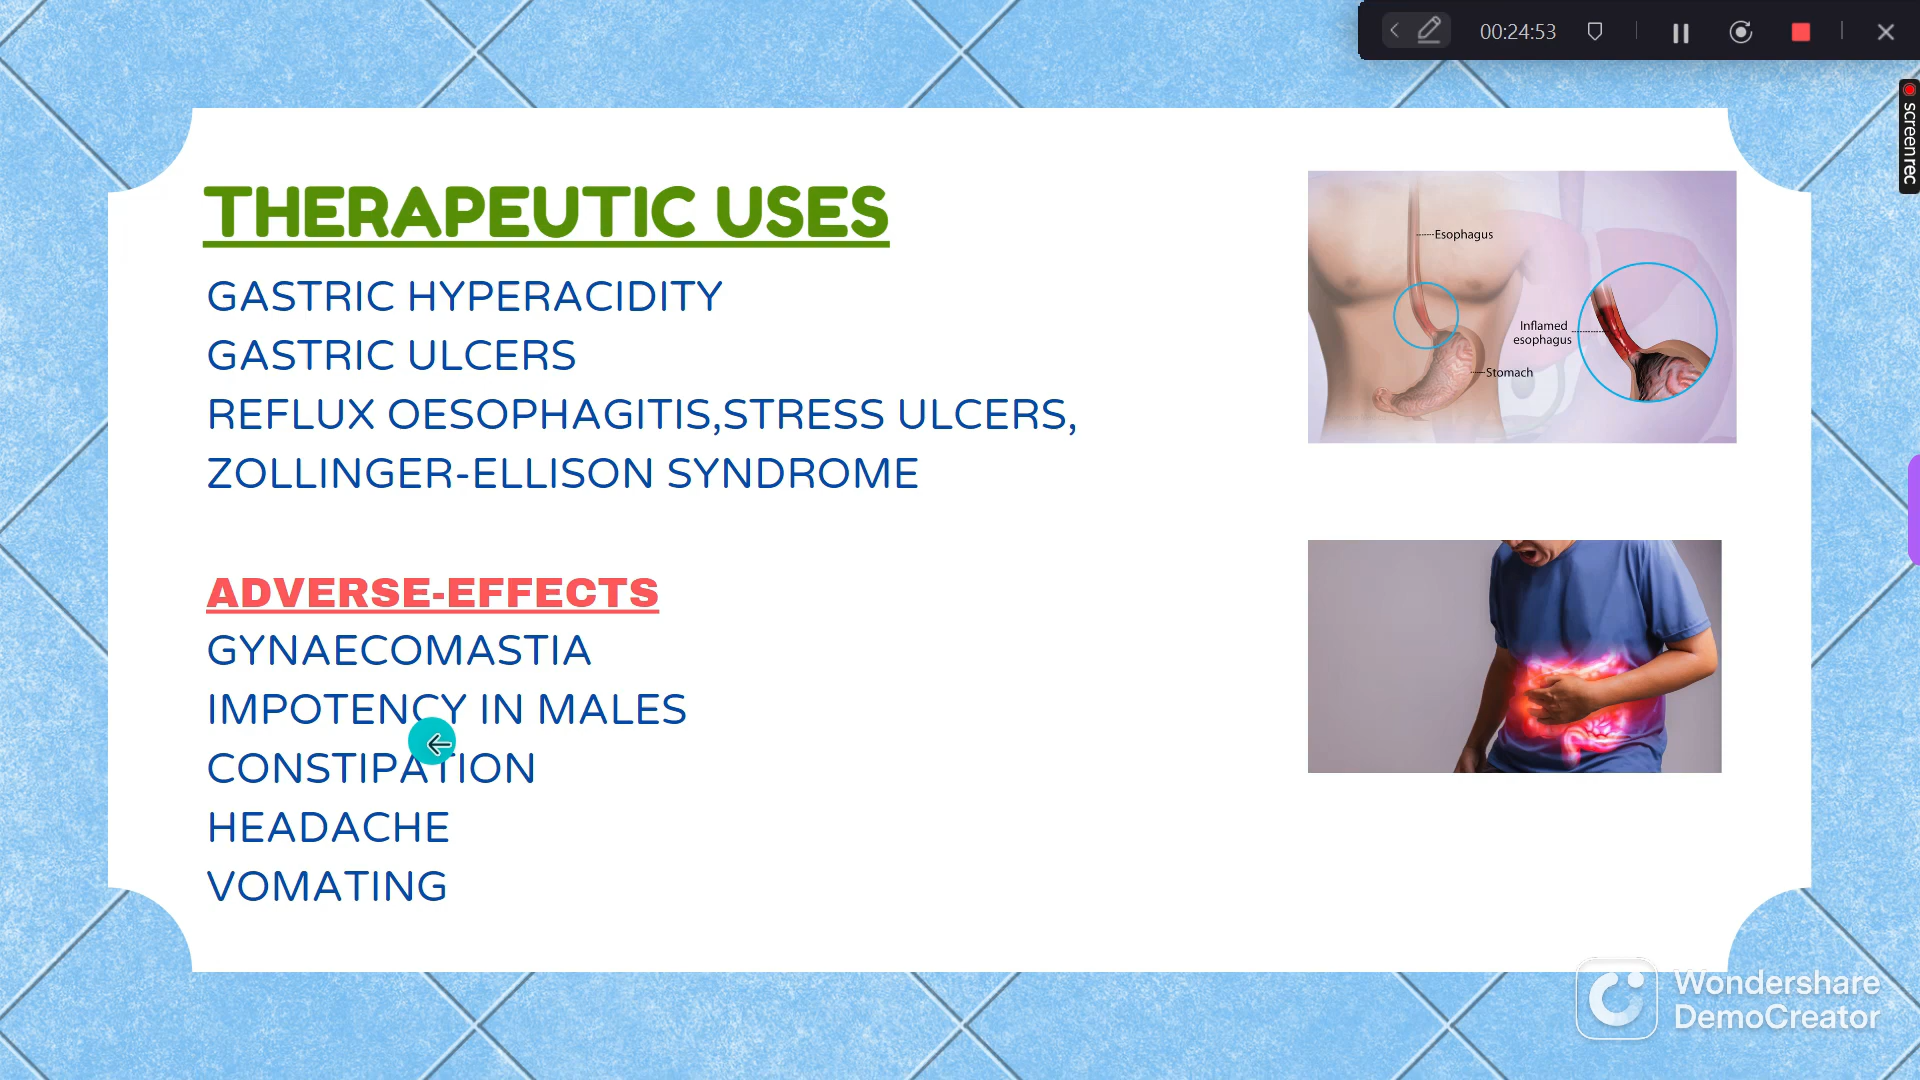 00:24:53
screenrec
THERAPEUTIC USES
GASTRIC HYPERACIDITY
GASTRIC ULCERS
REFLUX OESOPHAGITIS,STRESS ULCERS,
ZOLLINGER-ELLISON SYNDROME
Esophagus
Inflamed
esophagus
Stomach
ADVERSE-EFFECTS
GYNAECOMASTIA
IMPOTENCY IN MALES
CONSTIPATION
HEADACHE
VOMATING
Wondershare
DemoCreator